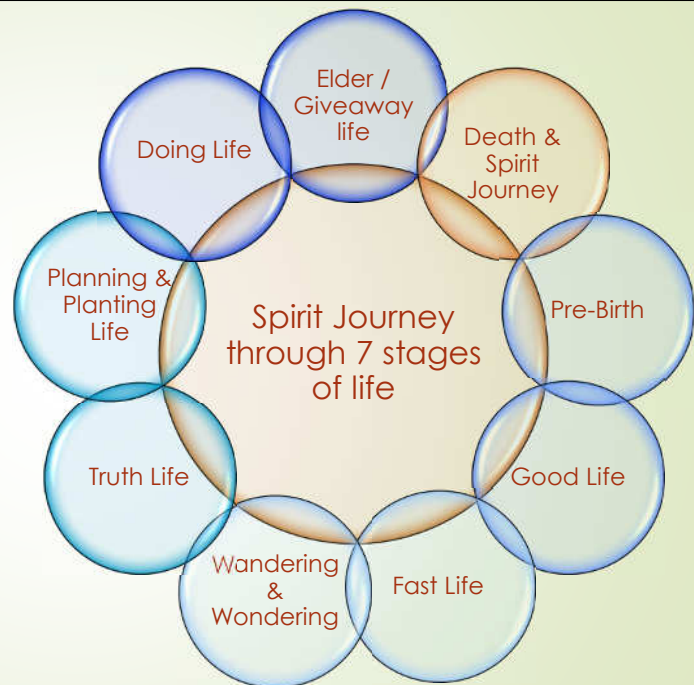 Elder /
Giveaway
life
Death &
Spirit
Journey
Pre-Birth
Good Life
Fast Life
Wandering
&
Wondering
Truth Life
Planning &
Planting
Life
Doing Life
Spirit Journey
through 7 stages
of life